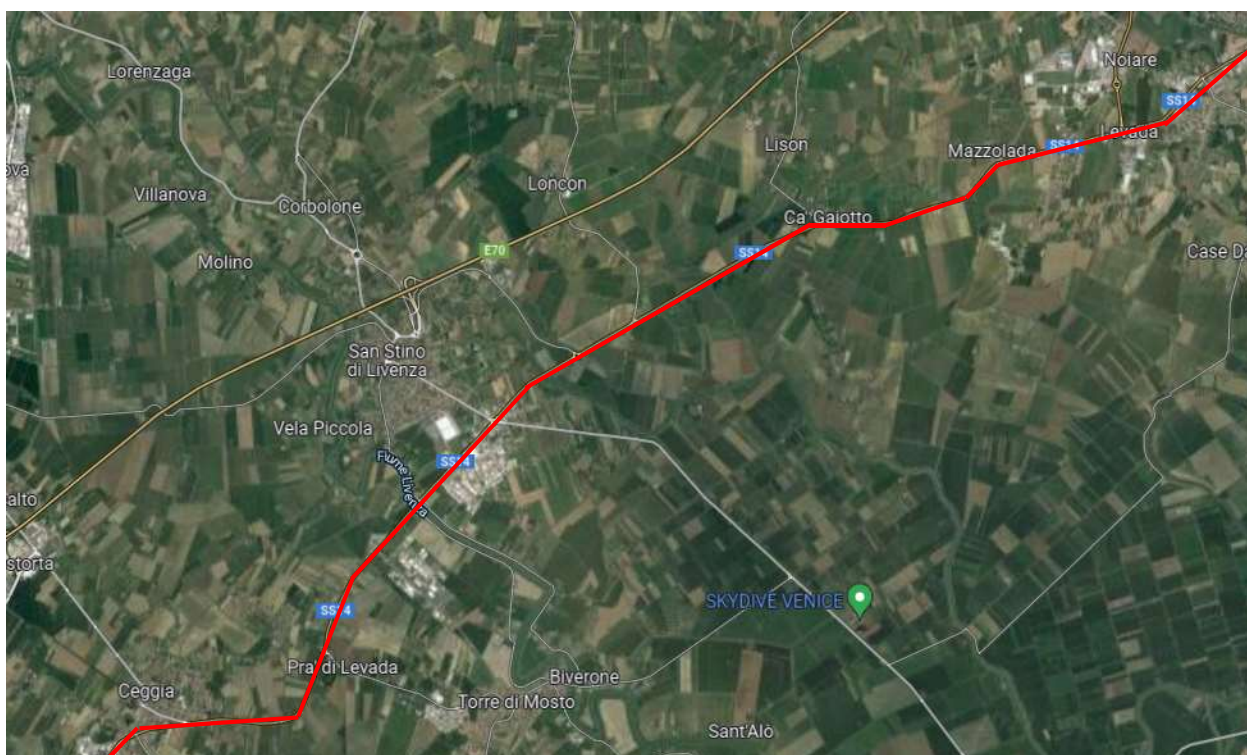 Noiare
Lorenzaga
SS14
Levada
Lison
SS14
Mazzolada
ova
Loncon
Villanova
Corbolone
Ca' Gaiotto
E70
SS14
Case Da
Molino
San Stino
di Livenza
Vela Piccola
SS14
Fiume Livenza
alto
storta
SKYDIVE VENICE
SS14
Pra' di Levada
Biverone
Ceggia
Torre di Mosto
Sant'Alò